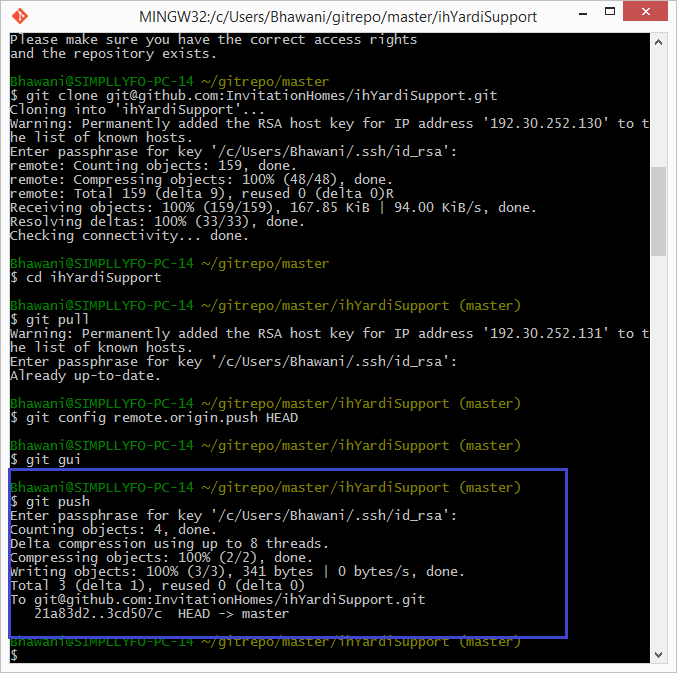 MINGW32:/c/Users/Bhawani/gitrepo/master/ihYardiSupport
Please make sure you have the correct access rights
and the repository exists.
Bhawani@SIMPLLYFO-PC-14 ~/gitrepo/master
$ git clone git@github.com:InvitationHomes/ihYardiSupport.git
Cloning into 'ihYardiSupport'...
Warning: Permanently added the RSA host key for IP address '192.30.252.130' to t
he list of known hosts.
Enter passphrase for key '/c/Users/Bhawani/.ssh/id_rsa':
remote: Counting objects: 159, done.
remote: Compressing objects: 100% (48/48), done.
remote: Total 159 (delta 9), reused 0 (delta 0)R
Receiving objects: 100% (159/159), 167.85 KiB | 94.00 KiB/s, done.
Resolving deltas: 100% (33/33), done.
Checking connectivity... done.
Bhawani@SIMPLLYFO-PC-14 ~/gitrepo/master
$ cd ihYardiSupport
Bhawani@SIMPLLYFO-PC-14 ~/gitrepo/master/ihYardiSupport (master)
$ git pull
Warning: Permanently added the RSA host key for IP address '192.30.252.131' to t
he list of known hosts.
Enter passphrase for key '/c/Users/Bhawani/.ssh/id_rsa':
Already up-to-date.
Bhawani@SIMPLLYFO-PC-14 ~/gitrepo/master/ihYardiSupport (master)
$ git config remote.origin.push HEAD
Bhawani@SIMPLLYFO-PC-14 ~/gitrepo/master/ihYardiSupport (master)
$ git gui
Bhawani@SIMPLLYFO-PC-14 ~/gitrepo/master/ihYardiSupport (master)
$ git push
Enter passphrase for key '/c/Users/Bhawani/.ssh/id_rsa':
Counting objects: 4, done.
Delta compression using up to 8 threads.
Compressing objects: 100% (2/2), done.
Writing objects: 100% (3/3), 341 bytes | 0 bytes/s, done.
Total 3 (delta 1), reused 0 (delta 0)
To git@github.com:InvitationHomes/ihYardiSupport.git
   21a83d2..3cd507c  HEAD -> master
Bhawani@SIMPLLYFO-PC-14 ~/gitrepo/master/ihYardiSupport (master)
$